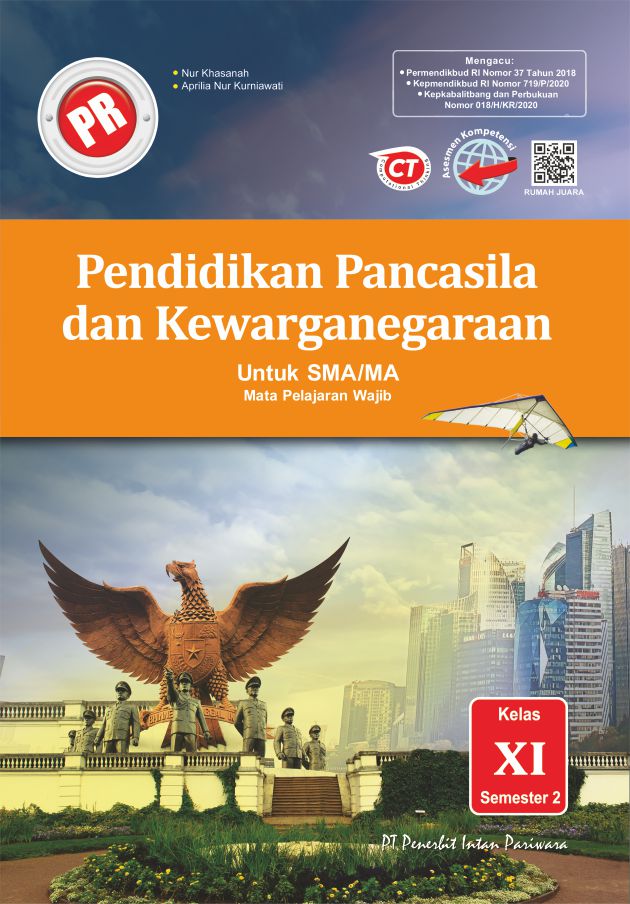 PR
• Nur Khasanah
• Aprilia Nur Kurniawati
Mengacu:
• Permendikbud RI Nomor 37 Tahun 2018
• Kepmendikbud RI Nomor 719/P/2020
• Kepkabalitbang dan Perbukuan
Nomor 018/H/KR/2020
CT
Computational Thinking
Asesmen Kompetensi
RUMAH JUARA
Pendidikan Pancasila
dan Kewarganegaraan
Untuk SMA/MA
Mata Pelajaran Wajib
Kelas
XI
Semester 2
PT Penerbit Intan Pariwara